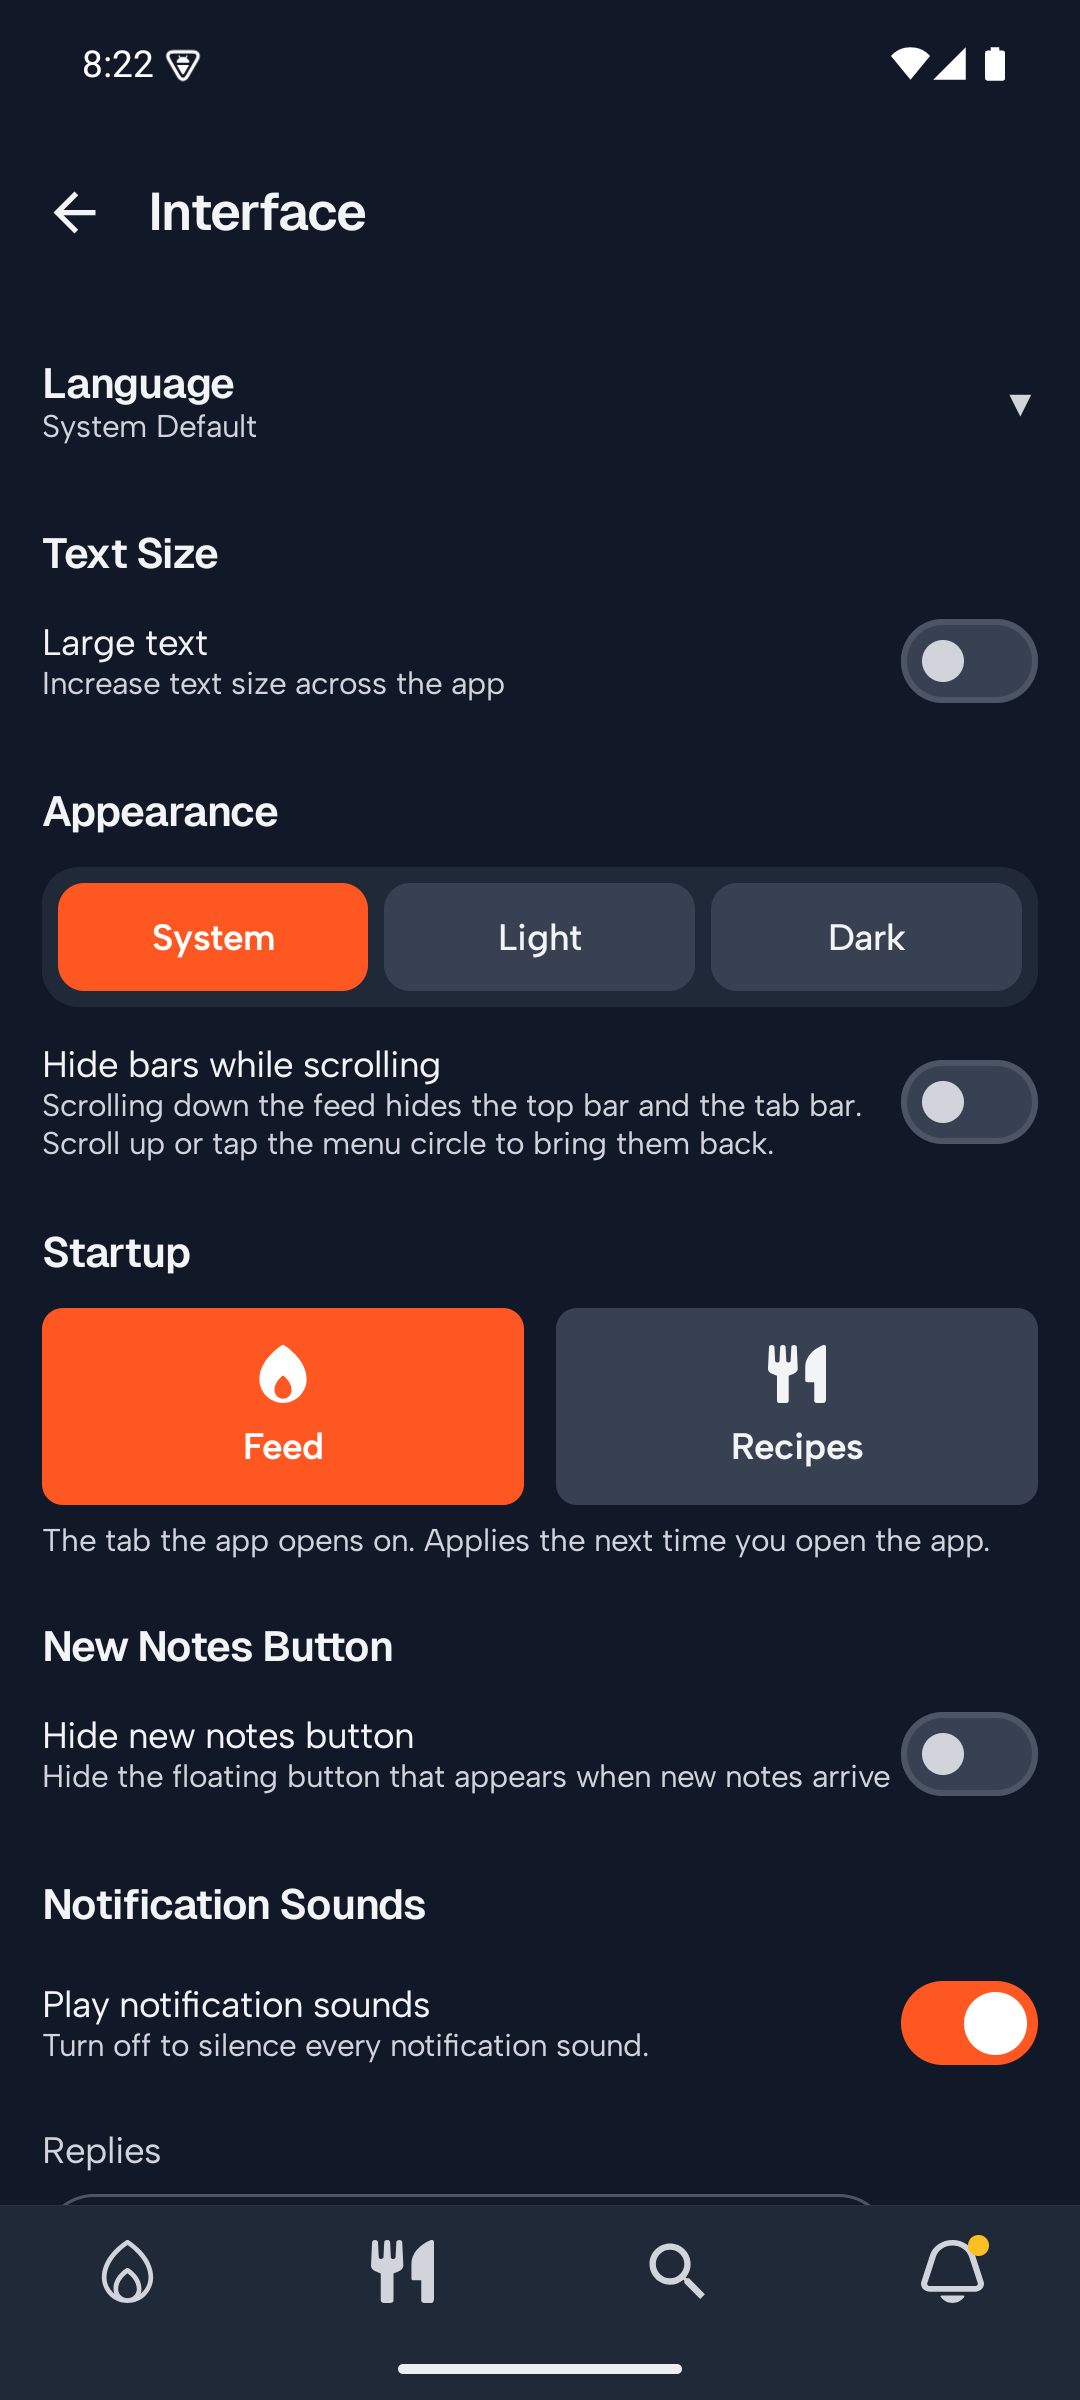 8:22
Interface
Language
System Default
Text Size
Large text
Increase text size across the app
Appearance
System
Light
Dark
Hide bars while scrolling
Scrolling down the feed hides the top bar and the tab bar.
Scroll up or tap the menu circle to bring them back.
Startup
Feed
Recipes
The tab the app opens on. Applies the next time you open the app.
New Notes Button
Hide new notes button
Hide the floating button that appears when new notes arrive
Notification Sounds
Play notification sounds
Turn off to silence every notification sound.
Replies